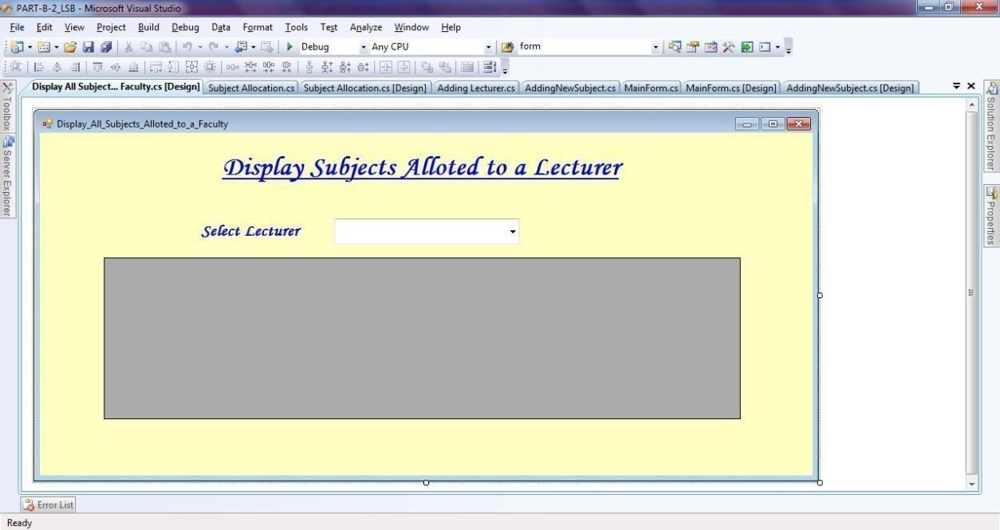 PART-B-2_LSB - Microsoft Visual Studio
File Edit View Project Build Debug Data Format Tools Test Analyze Window Help
Debug Any CPU form
Display All Subject... Faculty.cs [Design] Subject Allocation.cs Subject Allocation.cs [Design] Adding Lecturer.cs AddingNewSubject.cs MainForm.cs MainForm.cs [Design] AddingNewSubject.cs [Design]
Toolbox
Server Explorer
Display_All_Subjects_Alloted_to_a_Faculty
Display Subjects Alloted to a Lecturer
Select Lecturer
Solution Explorer
Properties
Error List
Ready